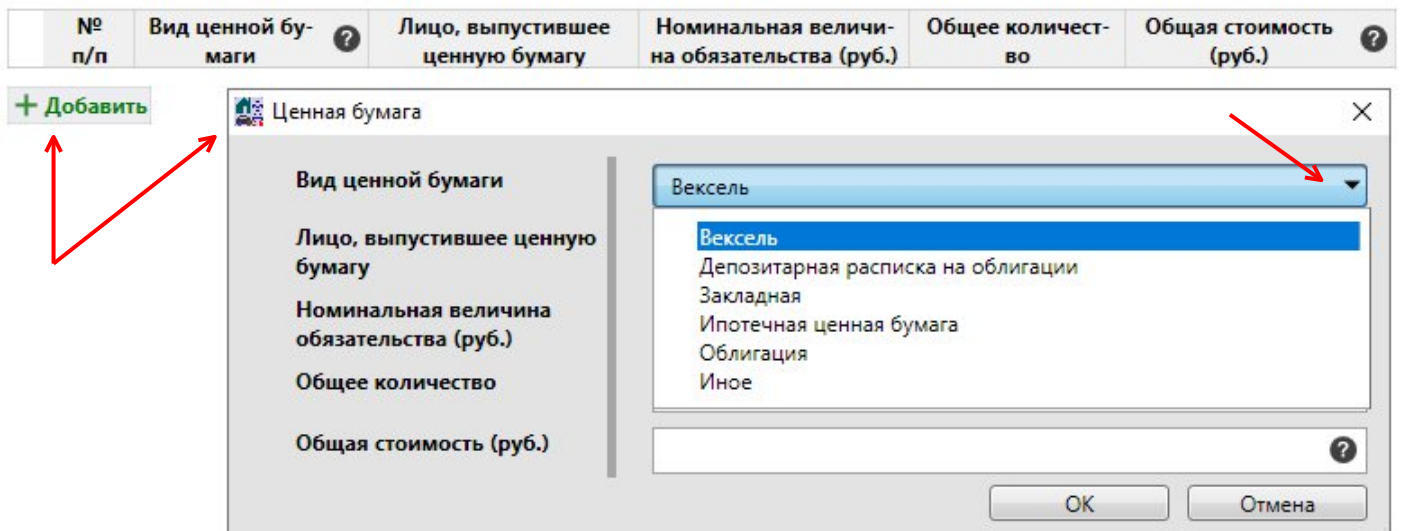 № п/п
Вид ценной бу-
маги
Лицо, выпустившее
ценную бумагу
Номинальная величи-
на обязательства (руб.)
Общее количест-
во
Общая стоимость
(руб.)
+ Добавить
Ценная бумага
Вид ценной бумаги
Вексель
Лицо, выпустившее ценную
бумагу
Номинальная величина
обязательства (руб.)
Общее количество
Общая стоимость (руб.)
Вексель
Депозитарная расписка на облигации
Закладная
Ипотечная ценная бумага
Облигация
Иное
ОК
Отмена